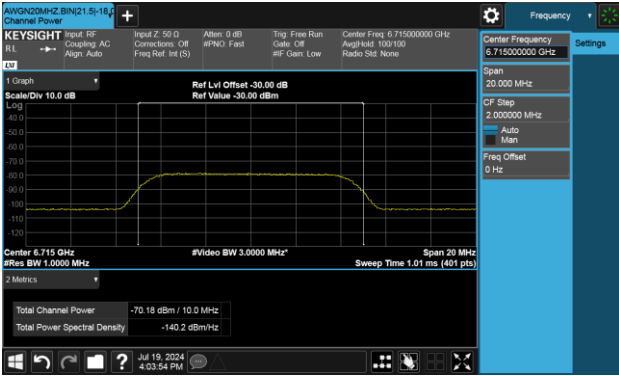 AWGN20MHZ.BIN|21.5|-18,
Channel Power
Frequency
KEYSIGHT
RL
LXI
Input: RF
Coupling: AC
Align: Auto
Input Z: 50 Ω
Corrections: Off
Freq Ref: Int (S)
Atten: 0 dB
#PNO: Fast
Trig: Free Run
Gate: Off
#IF Gain: Low
Center Freq: 6.715000000 GHz
Avg|Hold: 100/100
Radio Std: None
Center Frequency
6.715000000 GHz
Settings
Span
20.000 MHz
CF Step
2.000000 MHz
Auto
Man
Freq Offset
0 Hz
1 Graph
Scale/Div 10.0 dB
Ref Lvl Offset -30.00 dB
Ref Value -30.00 dBm
Log
-40.0
-50.0
-60.0
-70.0
-80.0
-90.0
-100
-110
-120
Center 6.715 GHz
#Video BW 3.0000 MHz*
Span 20 MHz
#Res BW 1.0000 MHz
Sweep Time 1.01 ms (401 pts)
2 Metrics
Total Channel Power -70.18 dBm / 10.0 MHz
Total Power Spectral Density -140.2 dBm/Hz
?
Jul 19, 2024
4:03:54 PM